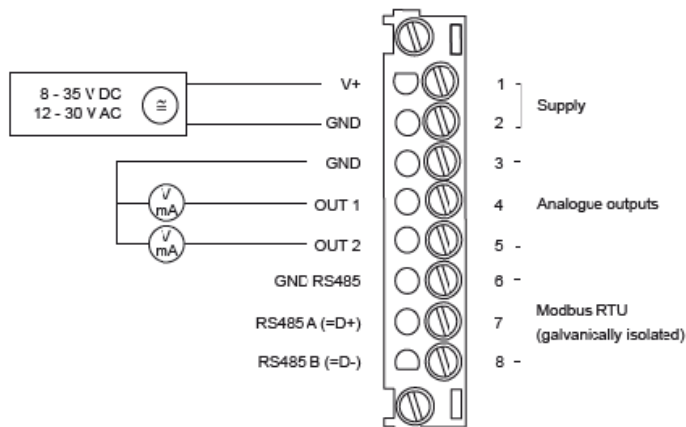 8 - 35 V DC
12 - 30 V AC
≅
V+
1
Supply
GND
2
GND
3
V
mA
OUT 1
4
Analogue outputs
V
mA
OUT 2
5
GND RS485
6
RS485 A (=D+)
7
Modbus RTU
(galvanically isolated)
RS485 B (=D-)
8